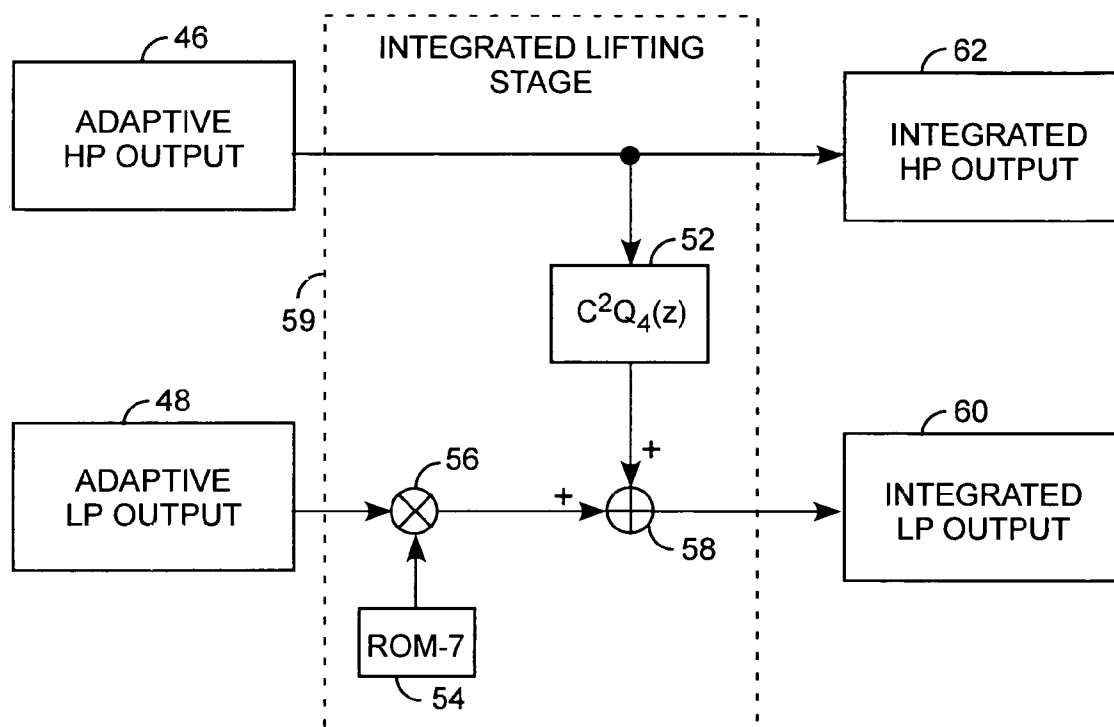 46
INTEGRATED LIFTING
STAGE
62
ADAPTIVE
HP OUTPUT
INTEGRATED
HP OUTPUT
52
C²Q₄(z)
59
48
60
ADAPTIVE
LP OUTPUT
56
+
+
58
INTEGRATED
LP OUTPUT
ROM-7
54